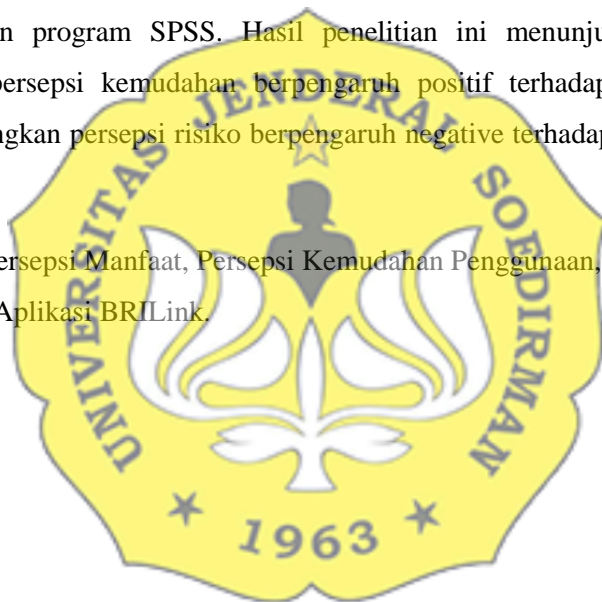 n program SPSS. Hasil penelitian ini menunju
persepsi kemudahan berpengaruh positif terhadap
ngkan persepsi risiko berpengaruh negative terhadap
ersepsi Manfaat, Persepsi Kemudahan Penggunaan,
Aplikasi BRILink.
UNIVERSITAS JENDERAL SOEDIRMAN
1963